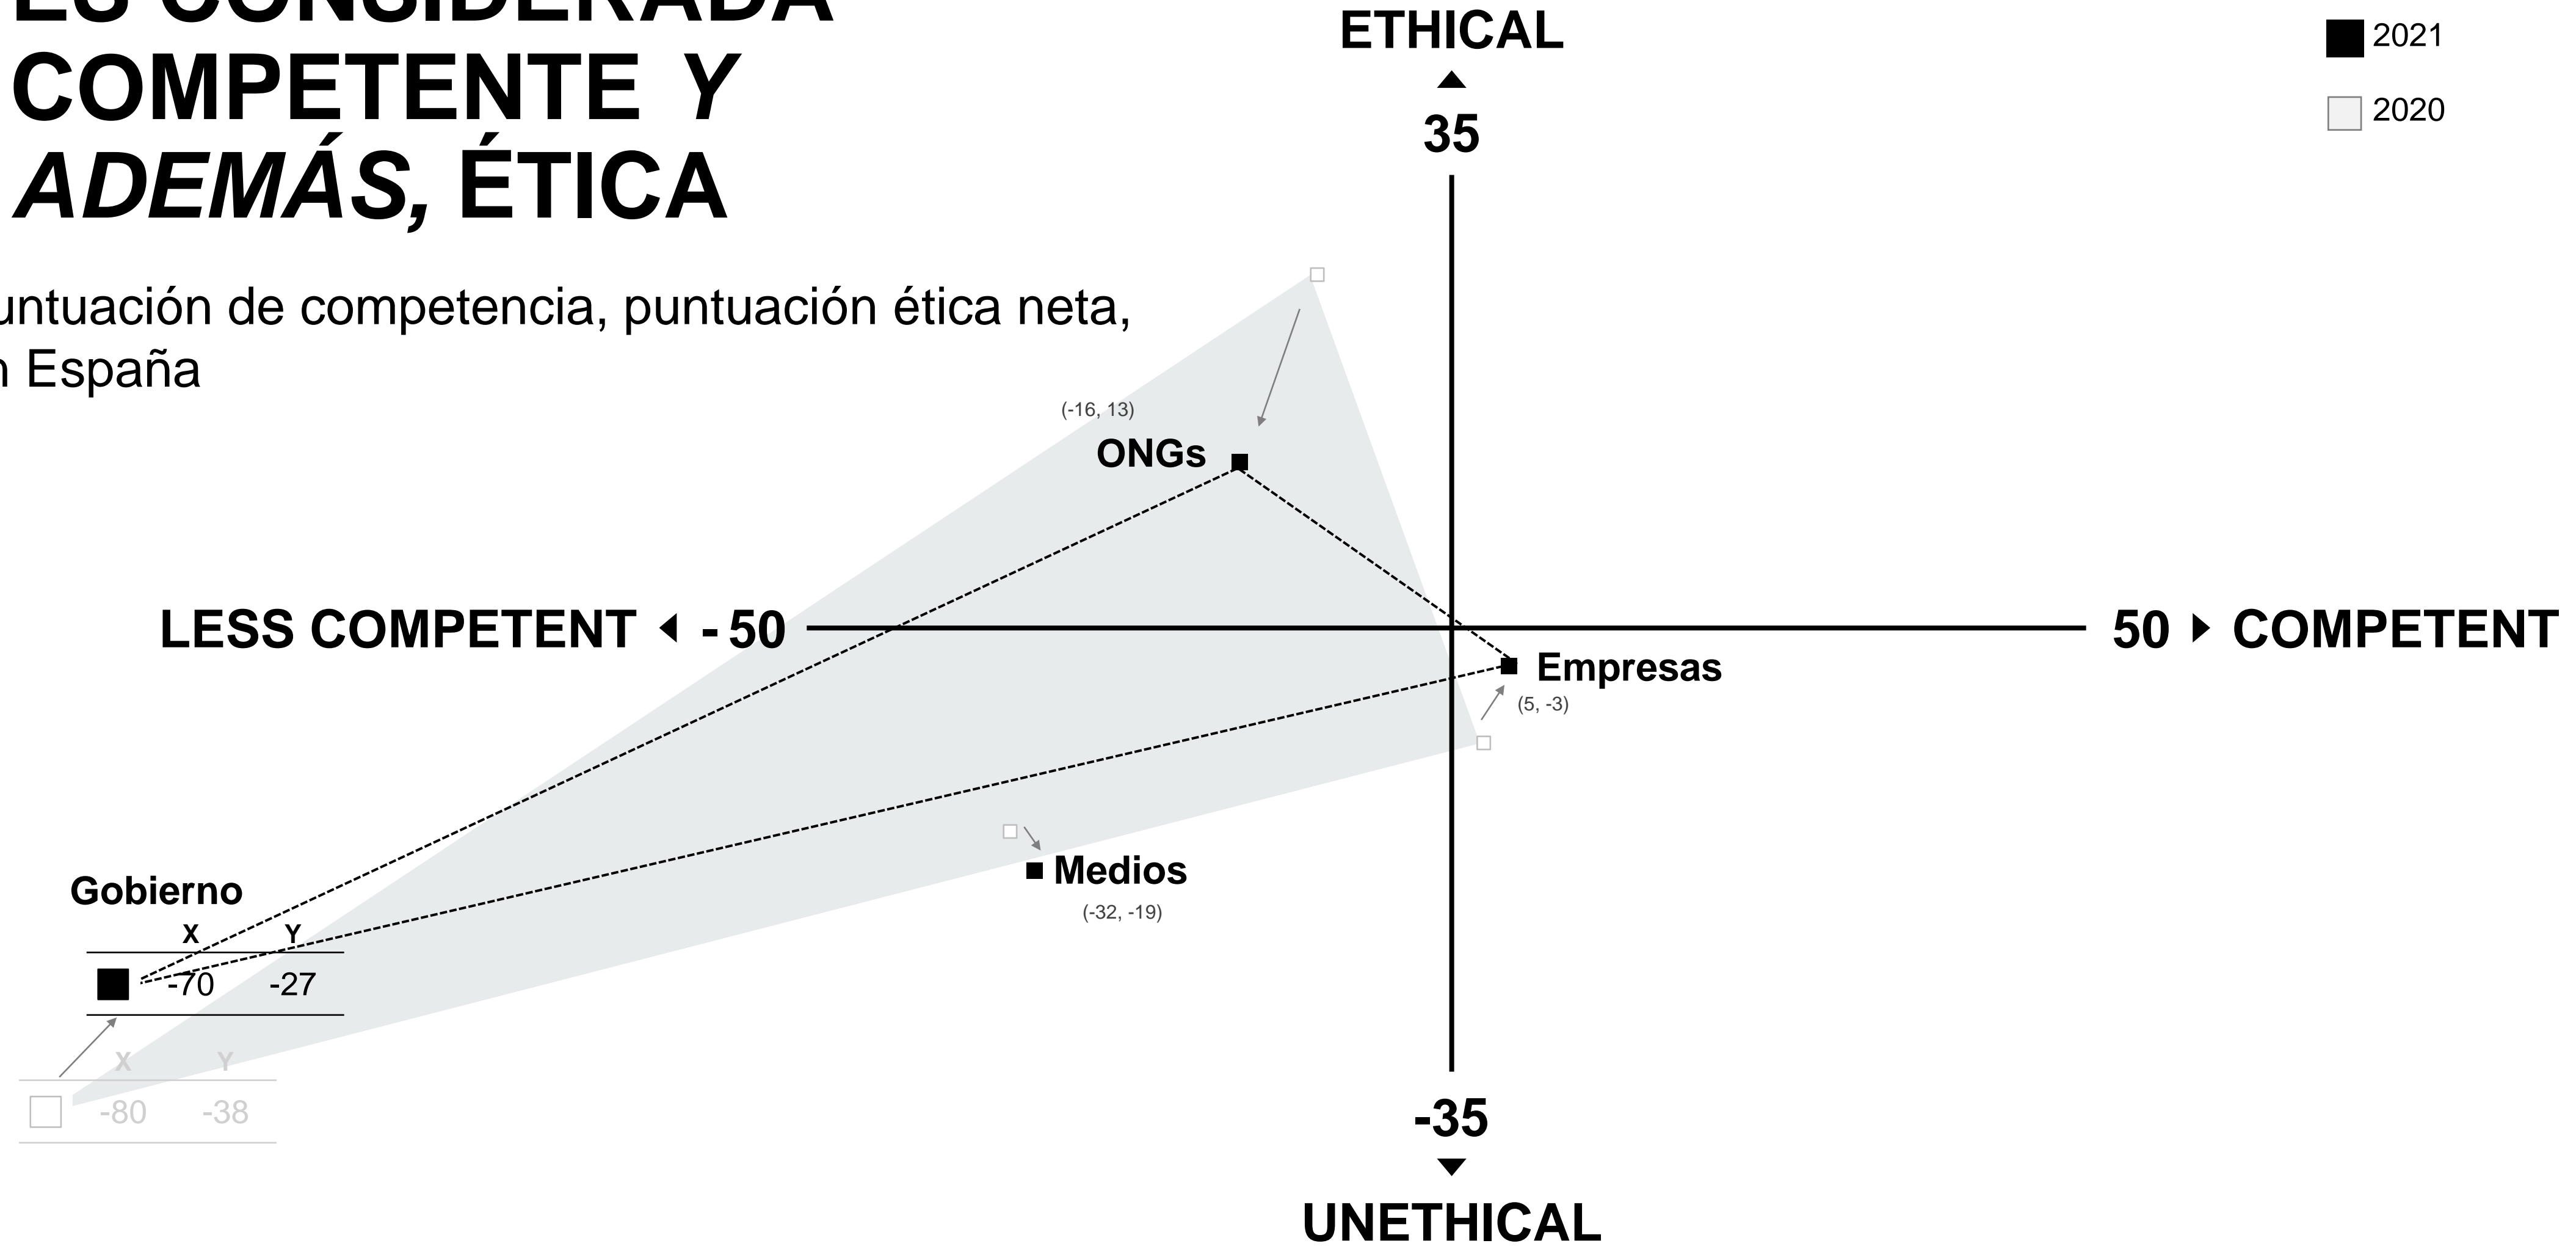 ES CONSIDERADA
COMPETENTE Y
ADEMÁS, ÉTICA
untuación de competencia, puntuación ética neta,
n España
ETHICAL
35
2021
2020
(-16, 13)
ONGs
LESS COMPETENT
- 50
50
COMPETENT
Empresas
(5, -3)
Medios
(-32, -19)
Gobierno
X Y
-70 -27
X Y
-80 -38
-35
UNETHICAL